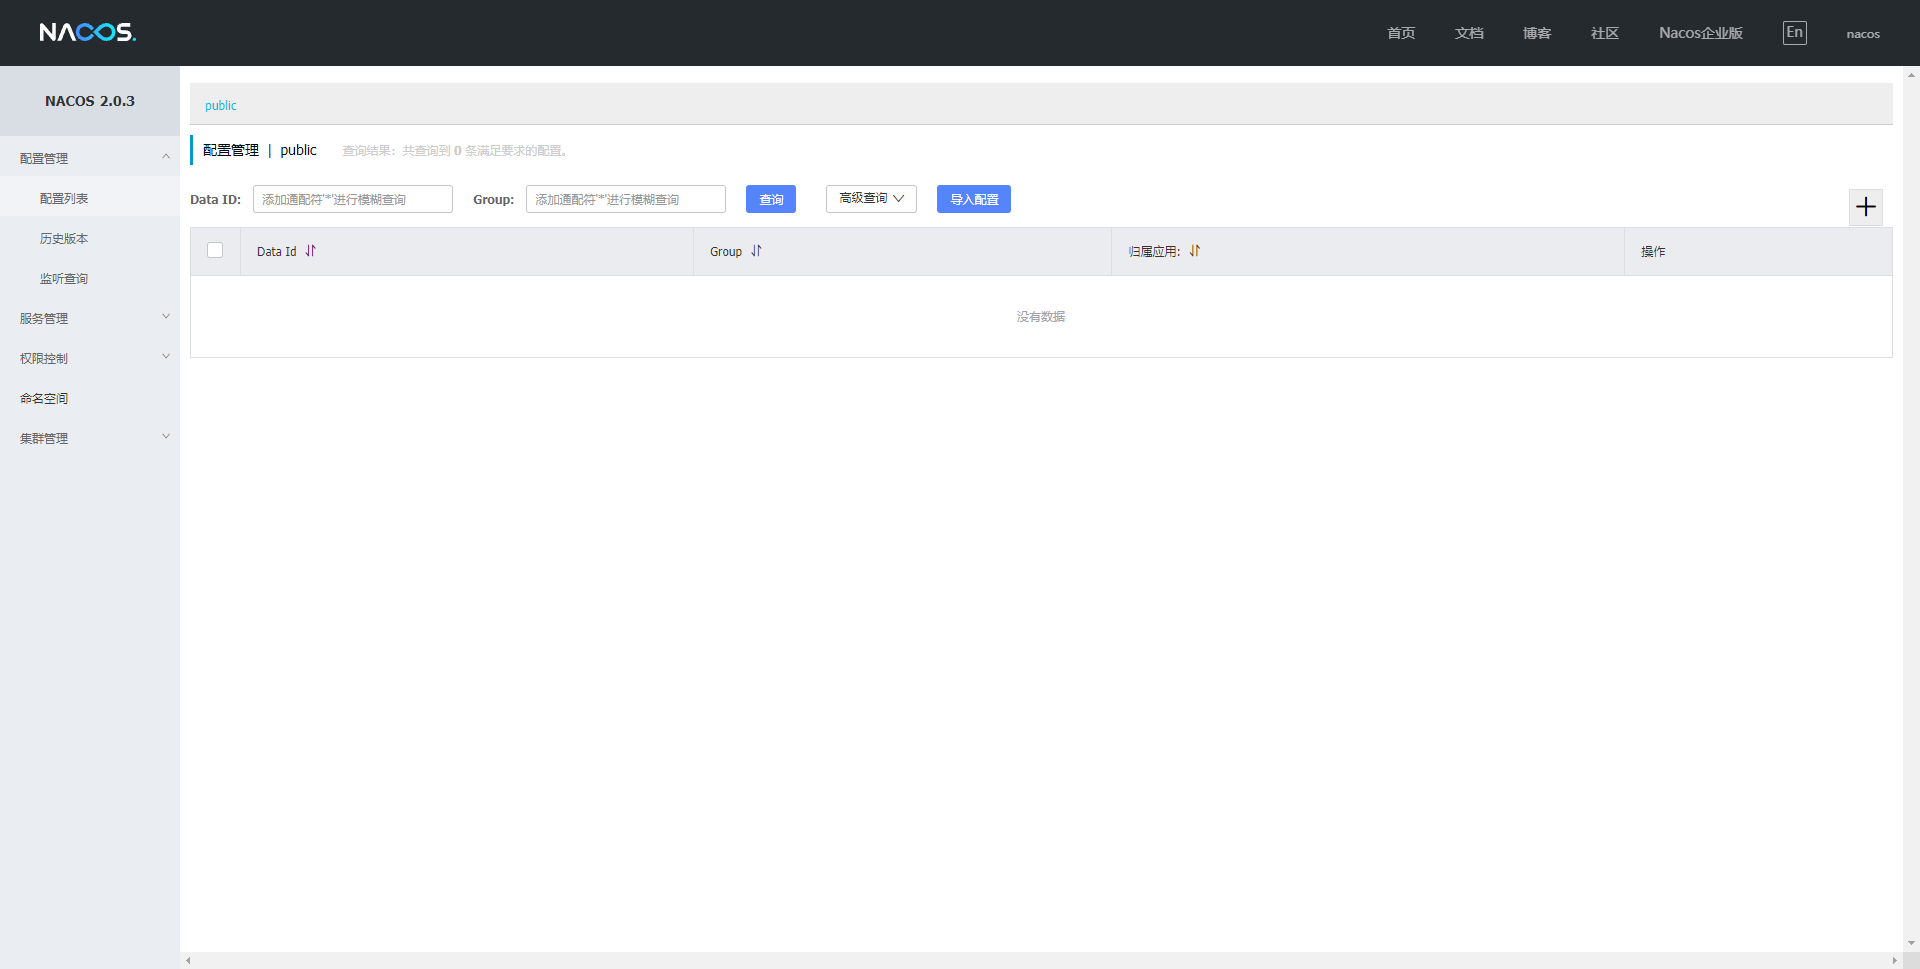 NACOS.
首页 文档 博客 社区 Nacos企业版 En nacos
NACOS 2.0.3
配置管理
配置列表
历史版本
监听查询
服务管理
权限控制
命名空间
集群管理
public
配置管理 | public 查询结果：共查询到 0 条满足要求的配置。
Data ID: 添加通配符'*'进行模糊查询 Group: 添加通配符'*'进行模糊查询 查询 高级查询 导入配置
Data Id Group 归属应用: 操作
没有数据